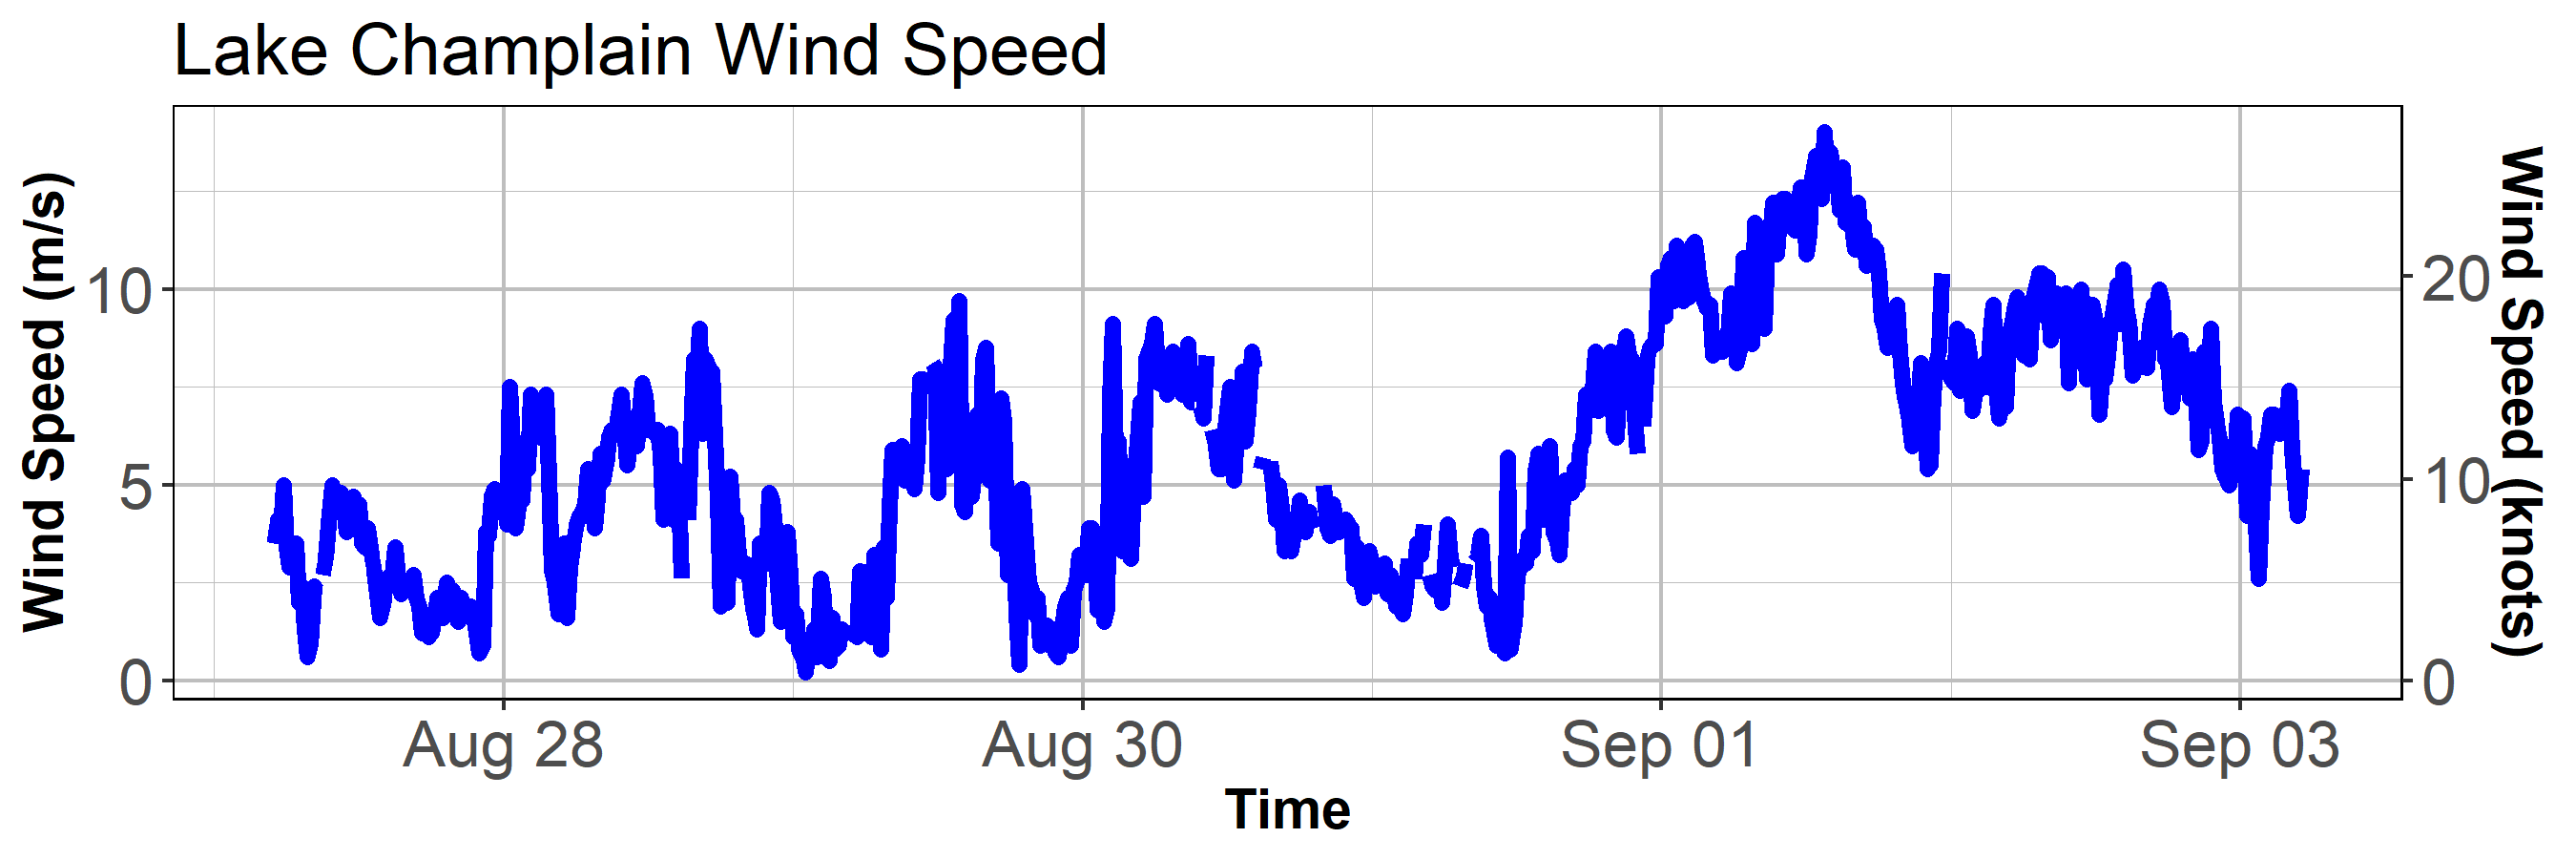 Lake Champlain Wind Speed
Wind Speed (m/s)
10
5
0
20
10
0
Wind Speed (knots)
Aug 28
Aug 30
Sep 01
Sep 03
Time